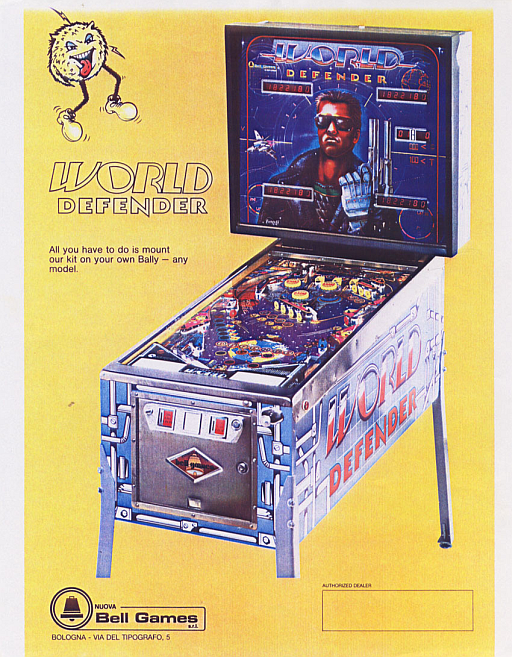 WORLD
DEFENDER
All you have to do is mount
our kit on your own Bally – any
model.
WORLD
DEFENDER
WORLD
DEFENDER
NUOVA
Bell Games
s.r.l.
BOLOGNA - VIA DEL TIPOGRAFO, 5
AUTHORIZED DEALER